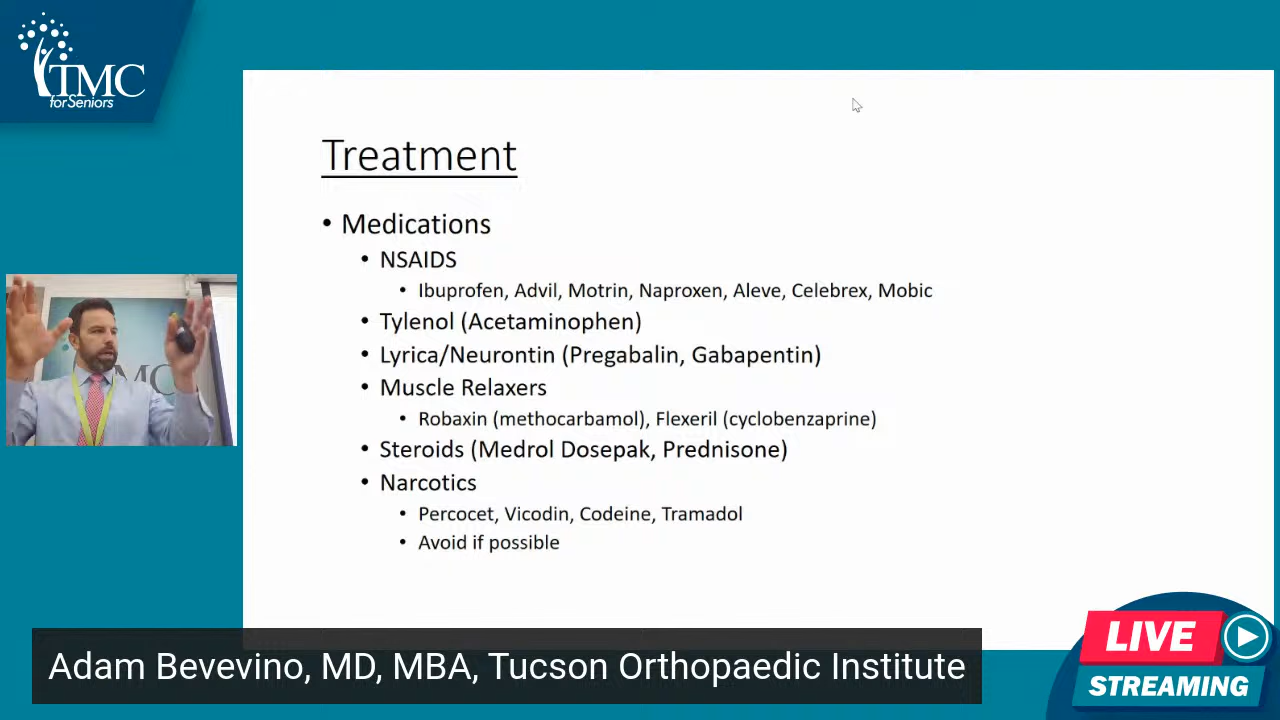 TMC
for Seniors
Treatment
• Medications
• NSAIDS
• Ibuprofen, Advil, Motrin, Naproxen, Aleve, Celebrex, Mobic
• Tylenol (Acetaminophen)
• Lyrica/Neurontin (Pregabalin, Gabapentin)
• Muscle Relaxers
• Robaxin (methocarbamol), Flexeril (cyclobenzaprine)
• Steroids (Medrol Dosepak, Prednisone)
• Narcotics
• Percocet, Vicodin, Codeine, Tramadol
• Avoid if possible
MC
Adam Bevevino, MD, MBA, Tucson Orthopaedic Institute
LIVE
STREAMING